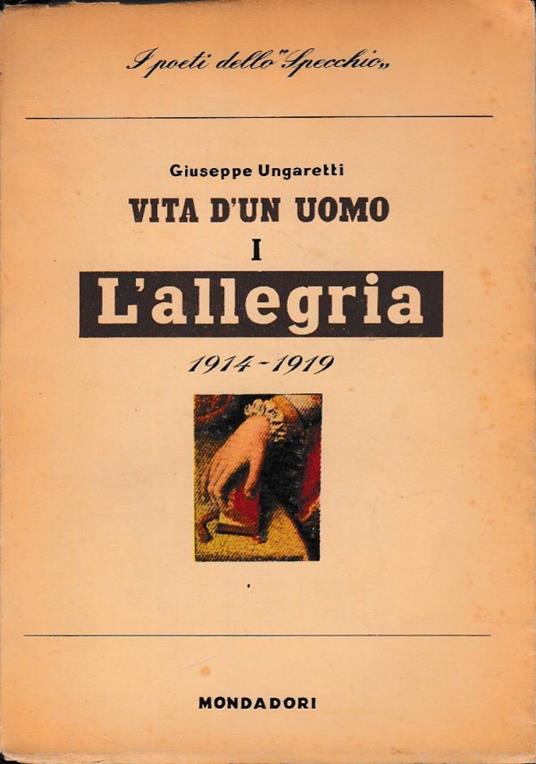 I poeti dello "Specchio„
Giuseppe Ungaretti
VITA D'UN UOMO
I
L'allegria
1914-1919
MONDADORI